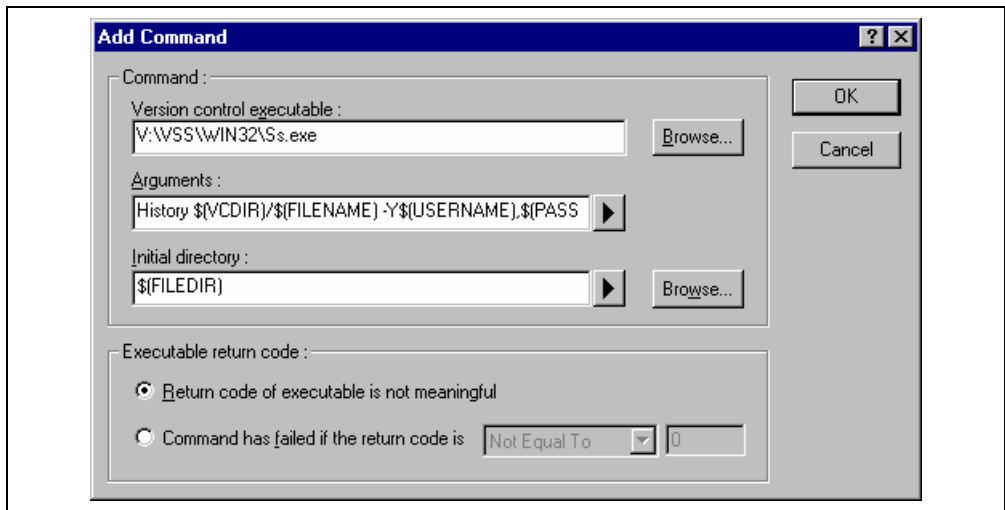 Add Command
Command :
OK
Version control executable :
V:\VSS\WIN32\Ss.exe
Browse...
Cancel
Arguments :
History $(VCDIR)/$(FILENAME) -Y$(USERNAME),$(PASS
Initial directory :
$(FILEDIR)
Browse...
Executable return code :
Return code of executable is not meaningful
Command has failed if the return code is Not Equal To 0